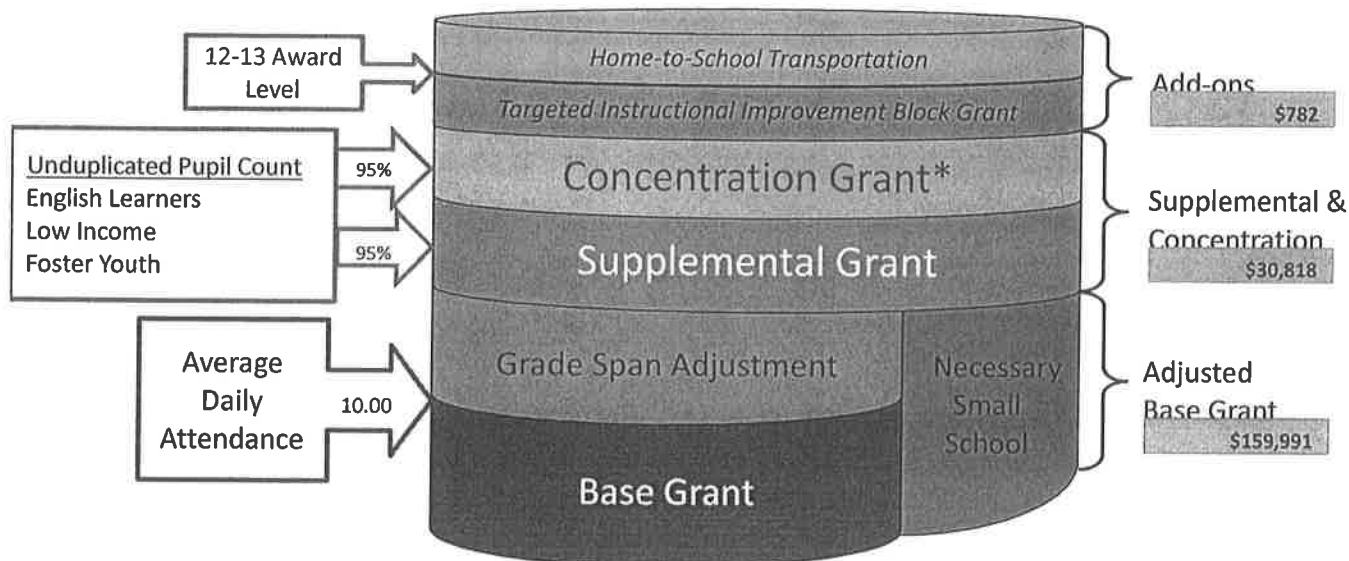 12-13 Award
Level
Home-to-School Transportation
Targeted Instructional Improvement Block Grant
Add-ons
$782
Unduplicated Pupil Count
English Learners
Low Income
Foster Youth
95%
95%
Concentration Grant*
Supplemental Grant
Supplemental &
Concentration
$30,818
Average
Daily
Attendance
10.00
Grade Span Adjustment
Base Grant
Necessary
Small
School
Adjusted
Base Grant
$159,991